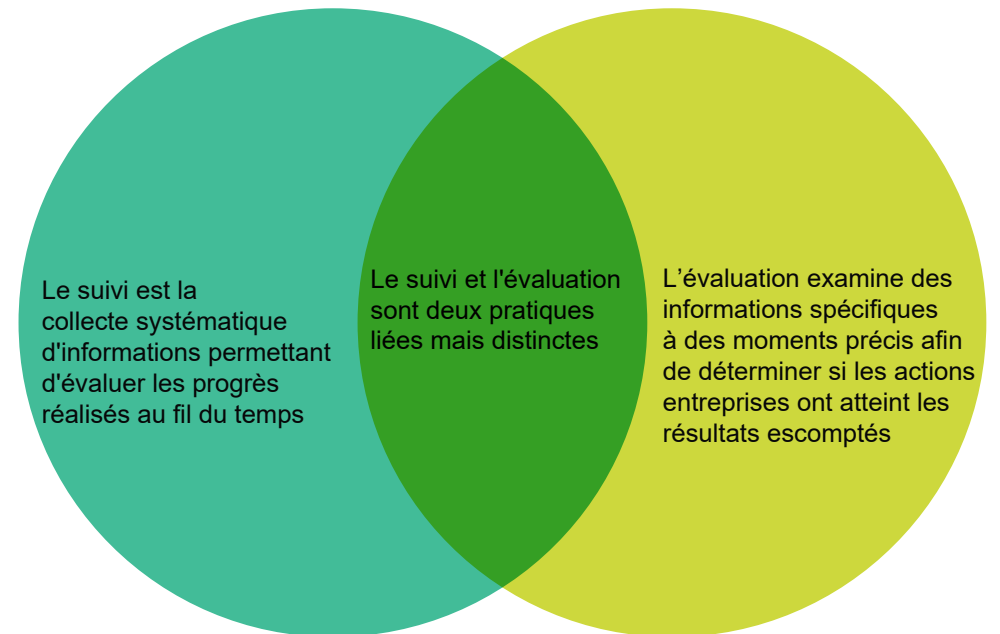 Le suivi est la
collecte systématique
d'informations permettant
d'évaluer les progrès
réalisés au fil du temps
Le suivi et l'évaluation
sont deux pratiques
liées mais distinctes
L’évaluation examine des
informations spécifiques
à des moments précis afin
de déterminer si les actions
entreprises ont atteint les
résultats escomptés